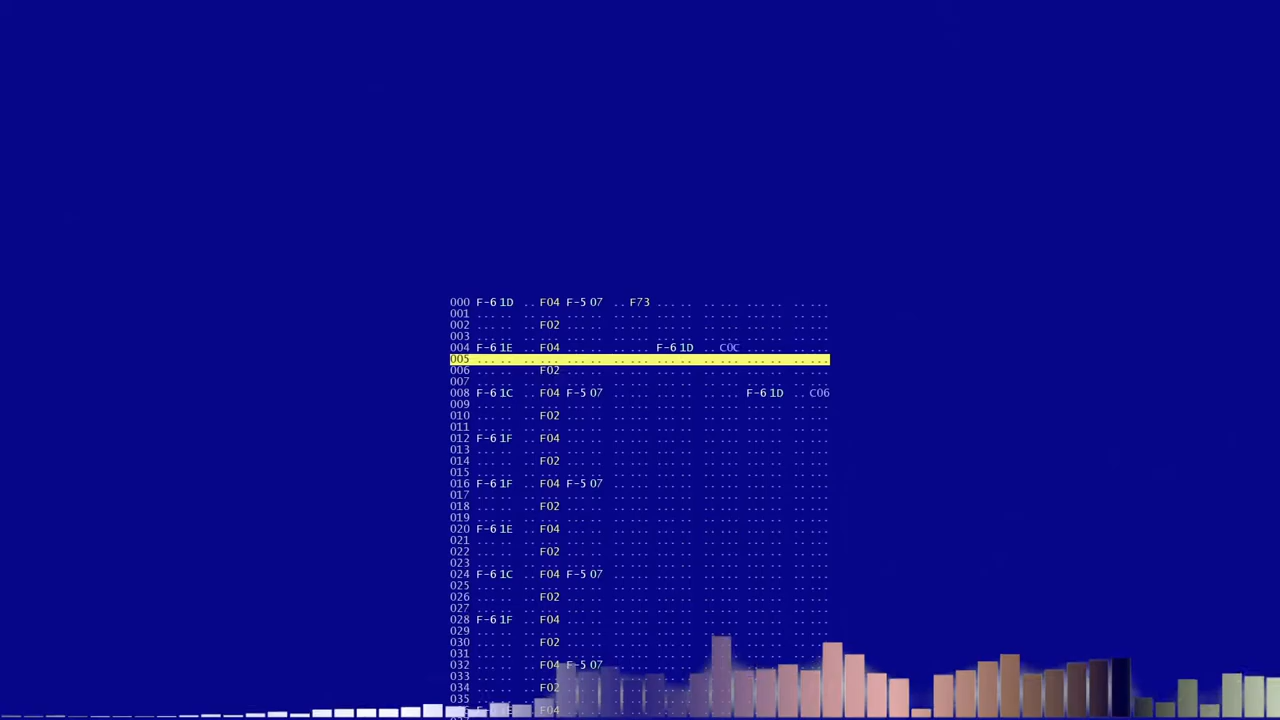 000 F-6 1D .. F04 F-5 07 .. F73 ... .. .. ... ... .. .. ...
001 ... .. .. ... ... .. .. ... ... .. .. ... ... .. .. ...
002 ... .. .. F02 ... .. .. ... ... .. .. ... ... .. .. ...
003 ... .. .. ... ... .. .. ... ... .. .. ... ... .. .. ...
004 F-6 1E .. F04 ... .. .. ... F-6 1D .. C0C ... .. .. ...
005 ... .. .. ... ... .. .. ... ... .. .. ... ... .. .. ...
006 ... .. .. F02 ... .. .. ... ... .. .. ... ... .. .. ...
007 ... .. .. ... ... .. .. ... ... .. .. ... ... .. .. ...
008 F-6 1C .. F04 F-5 07 .. ... ... .. .. ... F-6 1D .. C06
009 ... .. .. ... ... .. .. ... ... .. .. ... ... .. .. ...
010 ... .. .. F02 ... .. .. ... ... .. .. ... ... .. .. ...
011 ... .. .. ... ... .. .. ... ... .. .. ... ... .. .. ...
012 F-6 1F .. F04 ... .. .. ... ... .. .. ... ... .. .. ...
013 ... .. .. ... ... .. .. ... ... .. .. ... ... .. .. ...
014 ... .. .. F02 ... .. .. ... ... .. .. ... ... .. .. ...
015 ... .. .. ... ... .. .. ... ... .. .. ... ... .. .. ...
016 F-6 1F .. F04 F-5 07 .. ... ... .. .. ... ... .. .. ...
017 ... .. .. ... ... .. .. ... ... .. .. ... ... .. .. ...
018 ... .. .. F02 ... .. .. ... ... .. .. ... ... .. .. ...
019 ... .. .. ... ... .. .. ... ... .. .. ... ... .. .. ...
020 F-6 1E .. F04 ... .. .. ... ... .. .. ... ... .. .. ...
021 ... .. .. ... ... .. .. ... ... .. .. ... ... .. .. ...
022 ... .. .. F02 ... .. .. ... ... .. .. ... ... .. .. ...
023 ... .. .. ... ... .. .. ... ... .. .. ... ... .. .. ...
024 F-6 1C .. F04 F-5 07 .. ... ... .. .. ... ... .. .. ...
025 ... .. .. ... ... .. .. ... ... .. .. ... ... .. .. ...
026 ... .. .. F02 ... .. .. ... ... .. .. ... ... .. .. ...
027 ... .. .. ... ... .. .. ... ... .. .. ... ... .. .. ...
028 F-6 1F .. F04 ... .. .. ... ... .. .. ... ... .. .. ...
029 ... .. .. ... ... .. .. ... ... .. .. ... ... .. .. ...
030 ... .. .. F02 ... .. .. ... ... .. .. ... ... .. .. ...
031 ... .. .. ... ... .. .. ... ... .. .. ... ... .. .. ...
032 ... .. .. F04 F-5 07
033 ... .. .. ...
034 ... .. .. F02
035 ... .. .. ...
F04